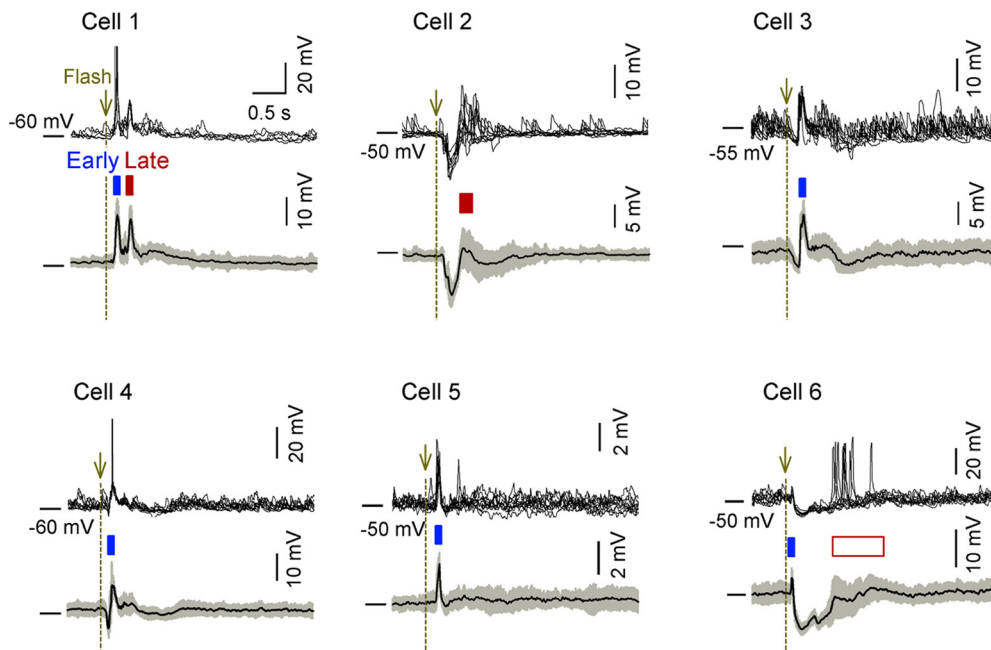 Cell 1
Cell 2
Cell 3
Flash
20 mV
0.5 s
10 mV
10 mV
-60 mV
-50 mV
-55 mV
Early Late
10 mV
5 mV
5 mV
Cell 4
Cell 5
Cell 6
20 mV
2 mV
20 mV
-60 mV
-50 mV
-50 mV
10 mV
2 mV
10 mV